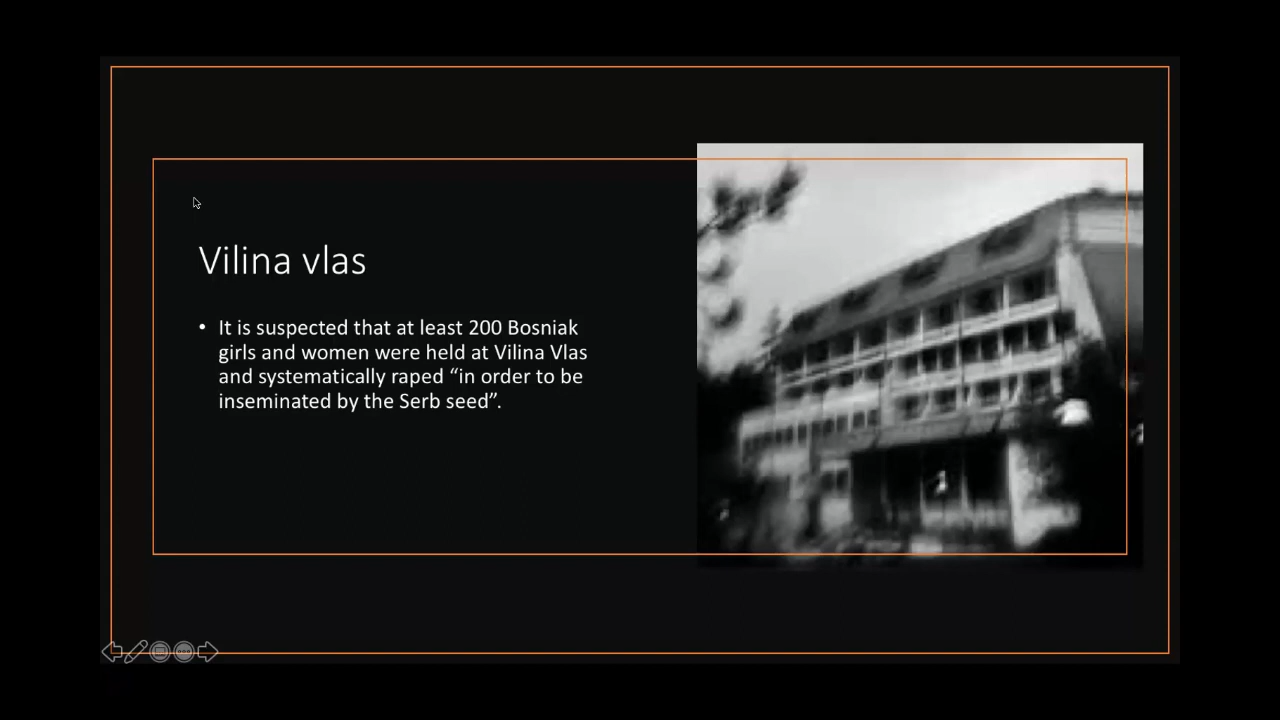 Vilina vlas
• It is suspected that at least 200 Bosniak
girls and women were held at Vilina Vlas
and systematically raped “in order to be
inseminated by the Serb seed”.